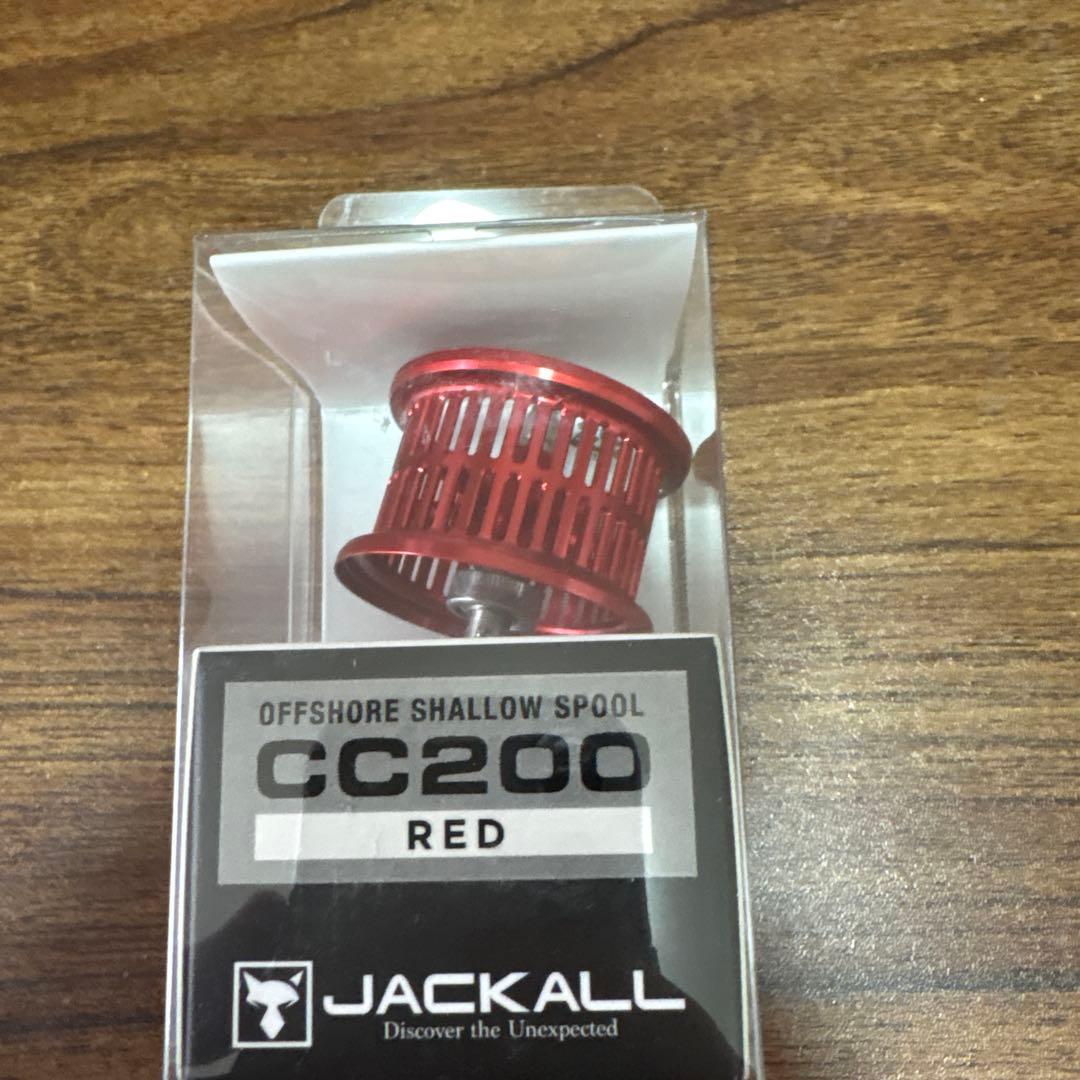 OFFSHORE SHALLOW SPOOL
CC200
RED
JACKALL
Discover the Unexpected